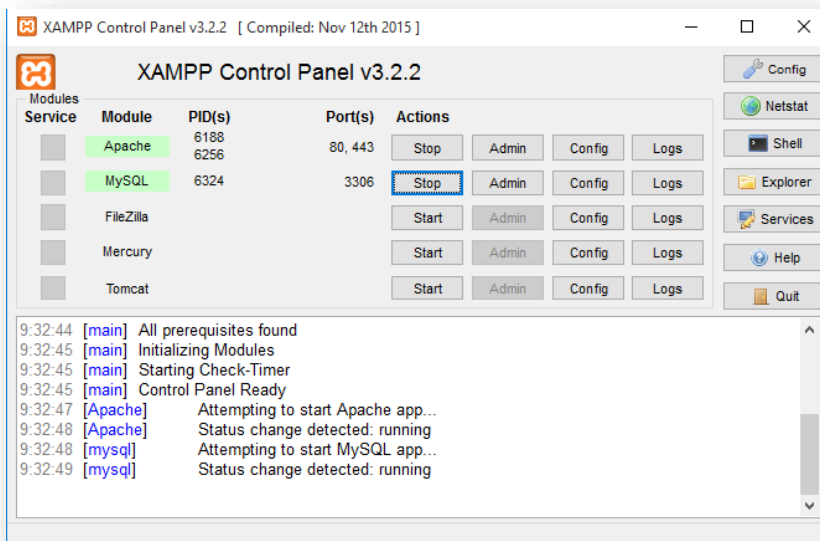 XAMPP Control Panel v3.2.2 [ Compiled: Nov 12th 2015 ]
XAMPP Control Panel v3.2.2
Config
Modules
Service Module PID(s) Port(s) Actions
Netstat
Apache 6188 6256 80, 443 Stop Admin Config Logs
Shell
MySQL 6324 3306 Stop Admin Config Logs
Explorer
FileZilla Start Admin Config Logs
Services
Mercury Start Admin Config Logs
Help
Tomcat Start Admin Config Logs
Quit
9:32:44 [main] All prerequisites found
9:32:45 [main] Initializing Modules
9:32:45 [main] Starting Check-Timer
9:32:45 [main] Control Panel Ready
9:32:47 [Apache] Attempting to start Apache app...
9:32:48 [Apache] Status change detected: running
9:32:48 [mysql] Attempting to start MySQL app...
9:32:49 [mysql] Status change detected: running